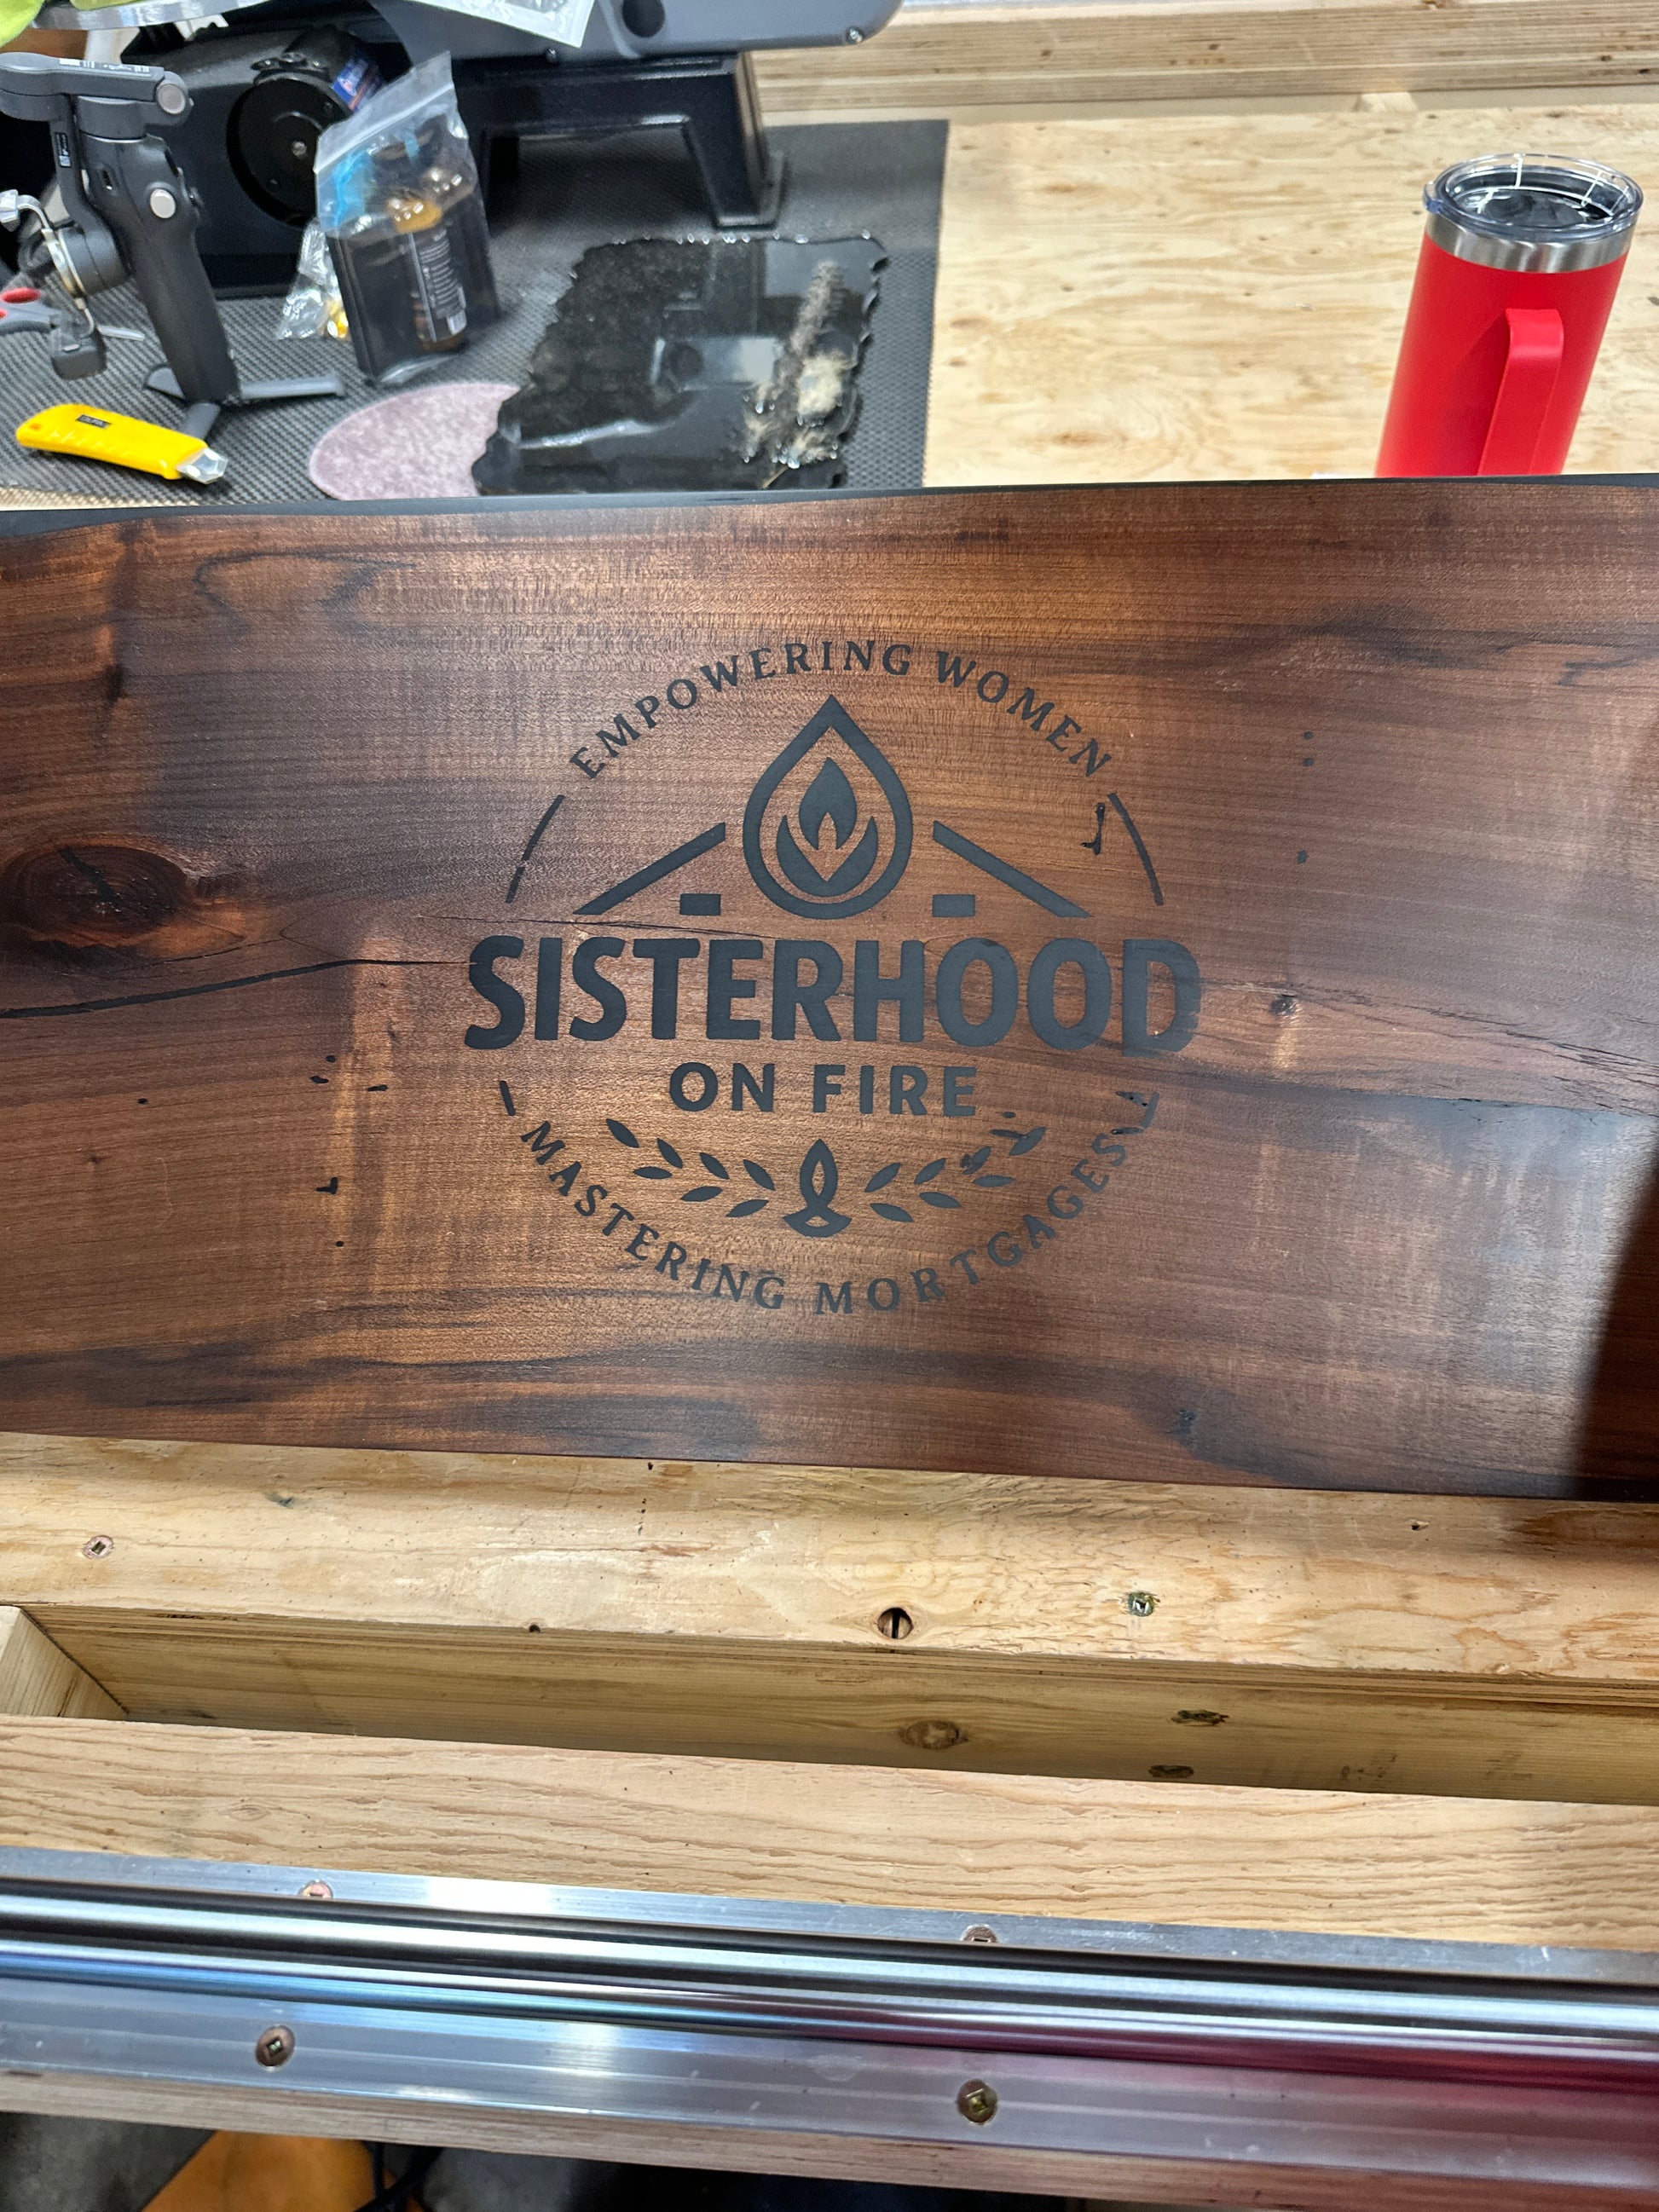 EMPOWERING WOMEN
SISTERHOOD
ON FIRE
MASTERING MORTGAGES